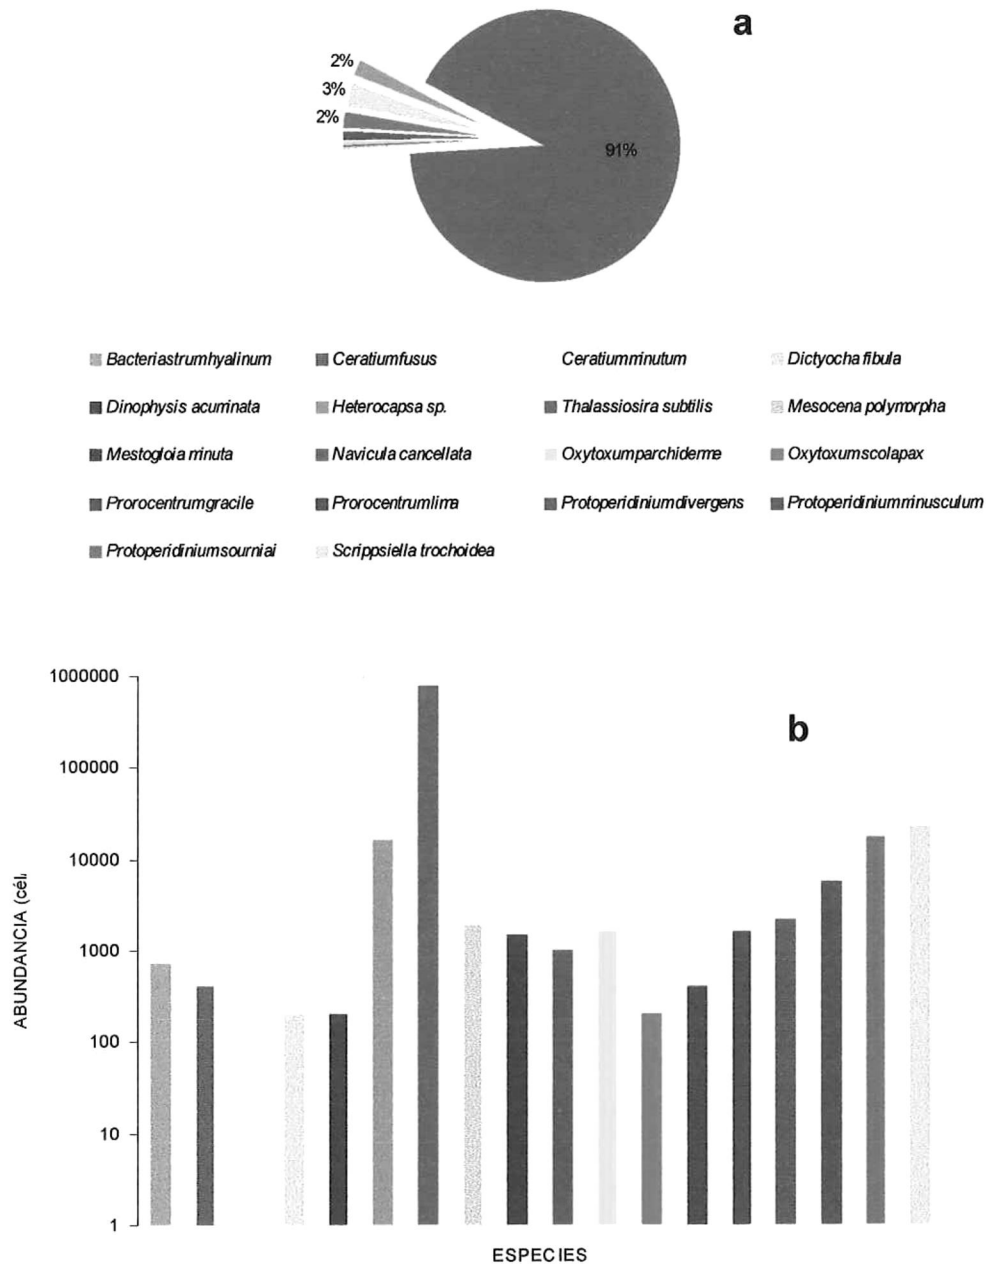 a
2%
3%
2%
91%
Bacteriastrumhyalinum Ceratiumfusus Ceratiumminutum Dictyocha fibula
Dinophysis acuminata Heterocapsa sp. Thalassiosira subtilis Mesocena polymorpha
Mestogloia minuta Navicula cancellata Oxytoxumparchiderme Oxytoxumscolapax
Prorocentrumgracile Prorocentrumlima Protoperidiniumdivergens Protoperidiniumminusculum
Protoperidiniumsourniai Scrippsiella trochoidea
b
1000000
100000
10000
1000
100
10
1
ABUNDANCIA (cél.
ESPECIES